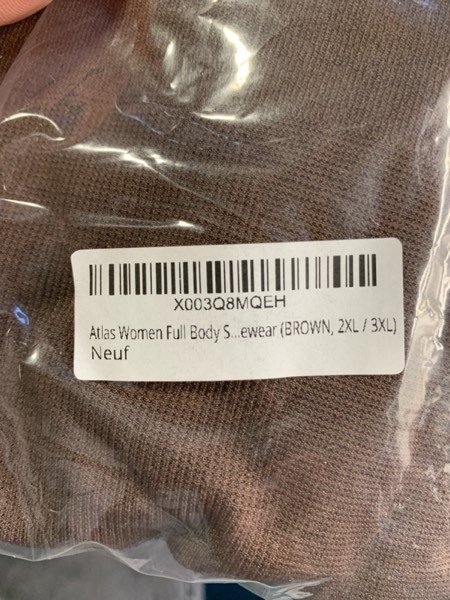 X003Q8MQEH
Atlas Women Full Body S...ewear (BROWN, 2XL / 3XL)
Neuf